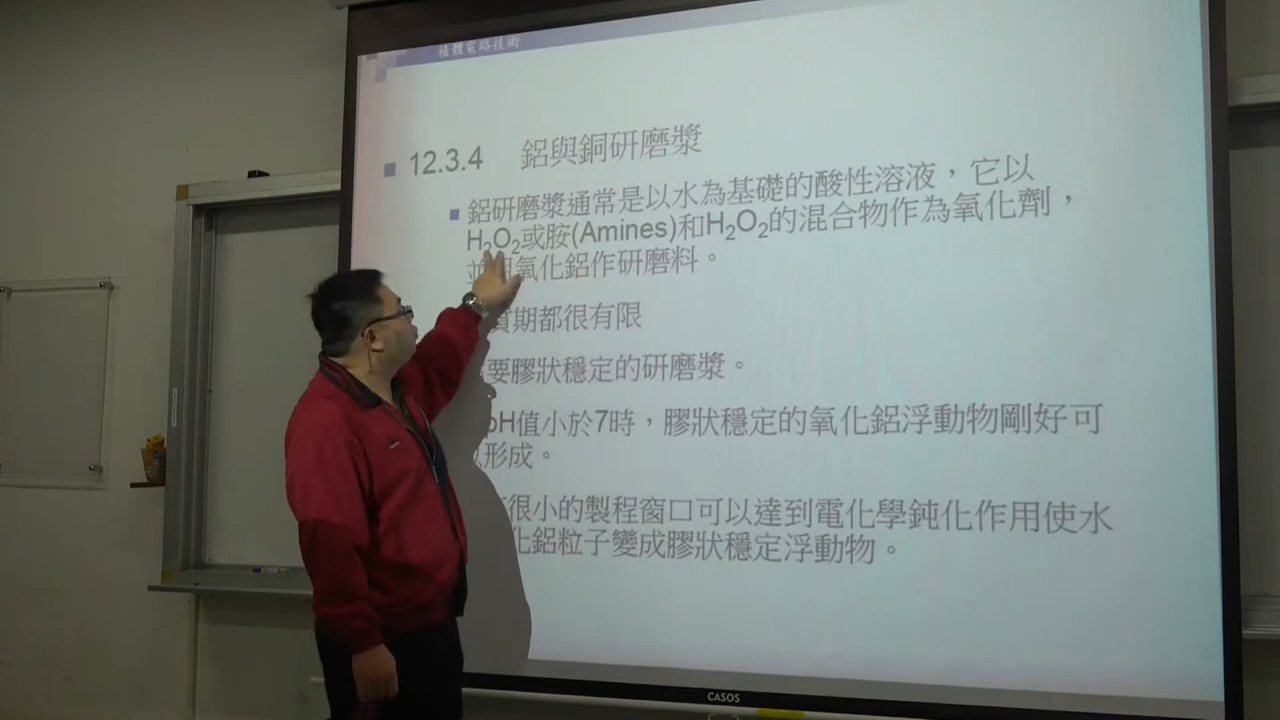 積體電路技術
12.3.4 鋁與銅研磨漿
鋁研磨漿通常是以水為基礎的酸性溶液，它以
H₂O₂或胺(Amines)和H₂O₂的混合物作為氧化劑，
並用氧化鋁作研磨料。
期都很有限
要膠狀穩定的研磨漿。
pH值小於7時，膠狀穩定的氧化鋁浮動物剛好可
形成。
很小的製程窗口可以達到電化學鈍化作用使水
化鋁粒子變成膠狀穩定浮動物。
CASOS